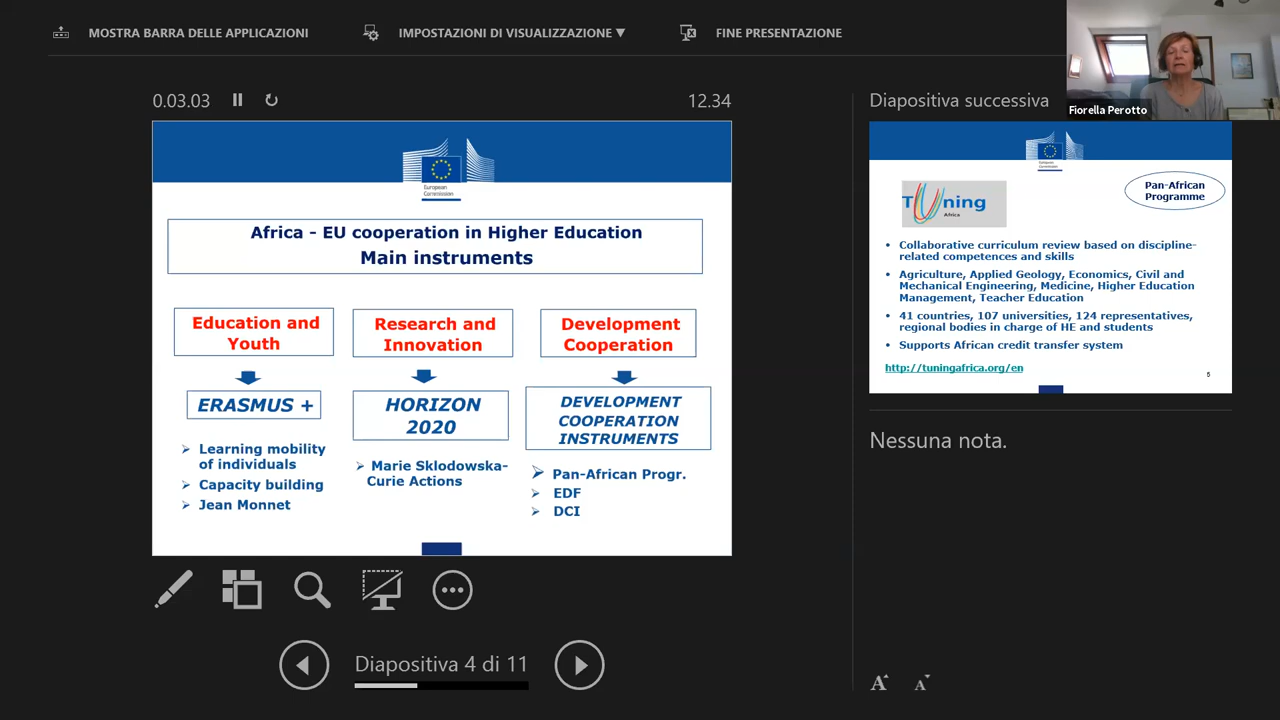 MOSTRA BARRA DELLE APPLICAZIONI
IMPOSTAZIONI DI VISUALIZZAZIONE ▼
FINE PRESENTAZIONE
Fiorella Perotto
0.03.03
12.34
European
Commission
Africa - EU cooperation in Higher Education
Main instruments
Education and
Youth
Research and
Innovation
Development
Cooperation
ERASMUS +
HORIZON
2020
DEVELOPMENT
COOPERATION
INSTRUMENTS
Learning mobility
of individuals
Capacity building
Jean Monnet
Marie Sklodowska-
Curie Actions
Pan-African Progr.
EDF
DCI
Diapositiva 4 di 11
Diapositiva successiva
European
Commission
Tuning
Africa
Pan-African
Programme
• Collaborative curriculum review based on discipline-
related competences and skills
• Agriculture, Applied Geology, Economics, Civil and
Mechanical Engineering, Medicine, Higher Education
Management, Teacher Education
• 41 countries, 107 universities, 124 representatives,
regional bodies in charge of HE and students
• Supports African credit transfer system
http://tuningafrica.org/en
5
Nessuna nota.
A A